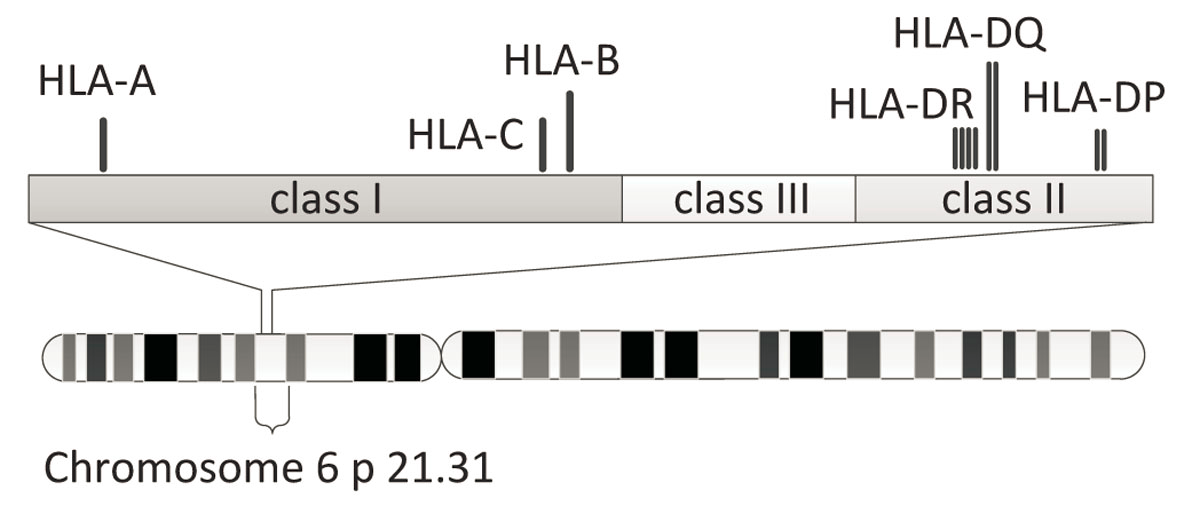 HLA-A
HLA-C
HLA-B
HLA-DR
HLA-DQ
HLA-DP
class I
class III
class II
Chromosome 6 p 21.31